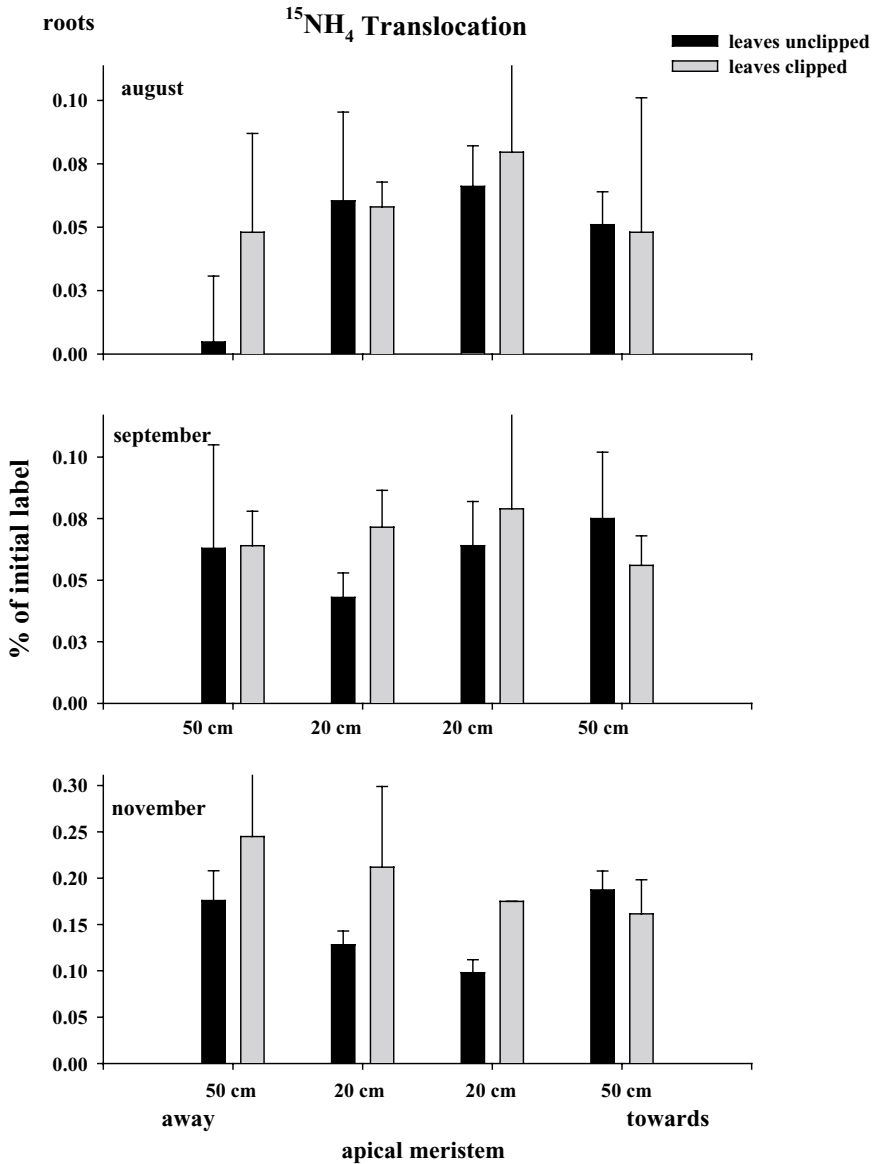 roots
¹⁵NH₄ Translocation
leaves unclipped
leaves clipped
august
0.10
0.08
0.05
0.03
0.00
september
0.10
0.08
0.05
0.03
0.00
50 cm 20 cm 20 cm 50 cm
% of initial label
november
0.30
0.25
0.20
0.15
0.10
0.05
0.00
50 cm 20 cm 20 cm 50 cm
away towards
apical meristem